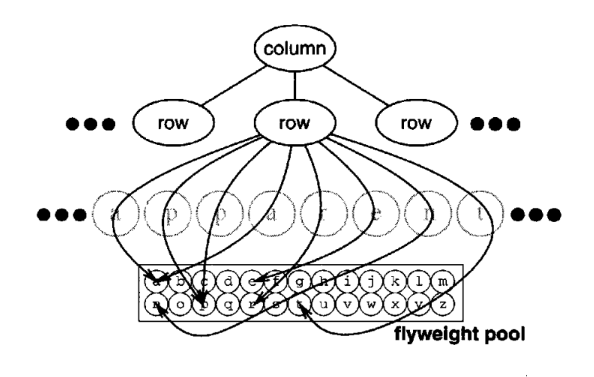 column
row row row
a p p a r e n t
a b c d e f g h i j k l m
n o p q r s t u v w x y z
flyweight pool